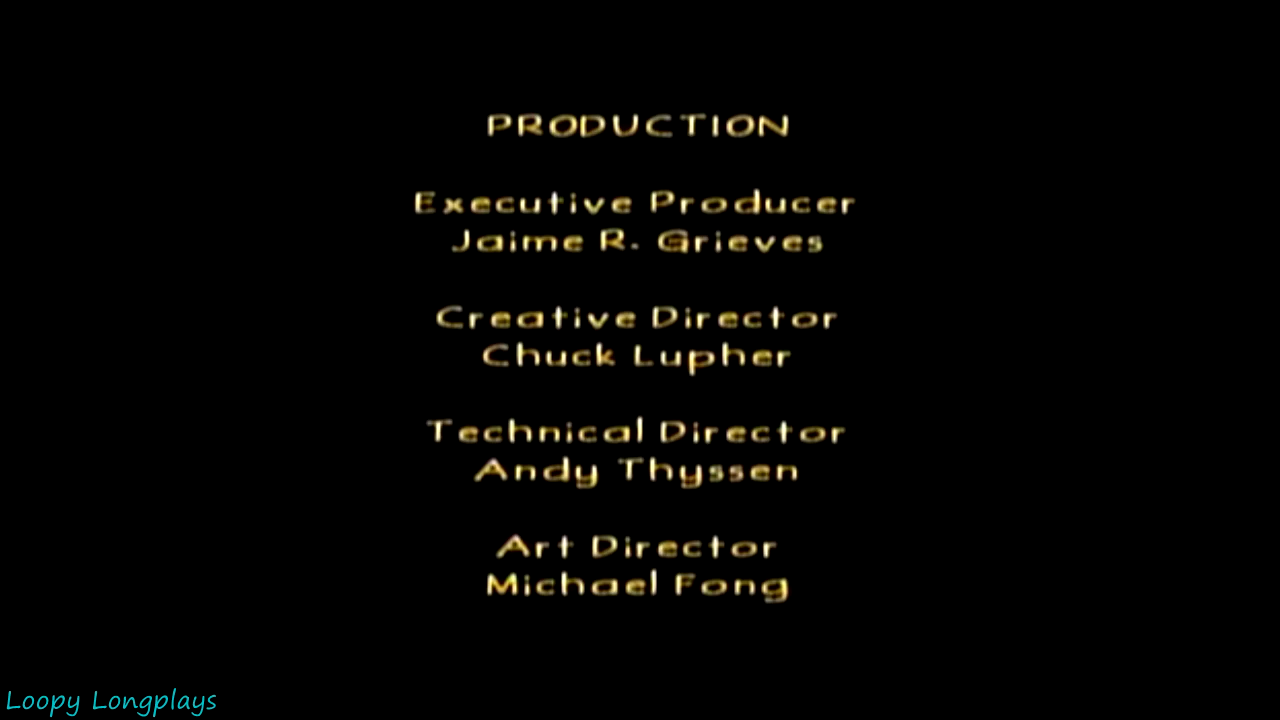 PRODUCTION
Executive Producer
Jaime R. Grieves
Creative Director
Chuck Lupher
Technical Director
Andy Thyssen
Art Director
Michael Fong
Loopy Longplays